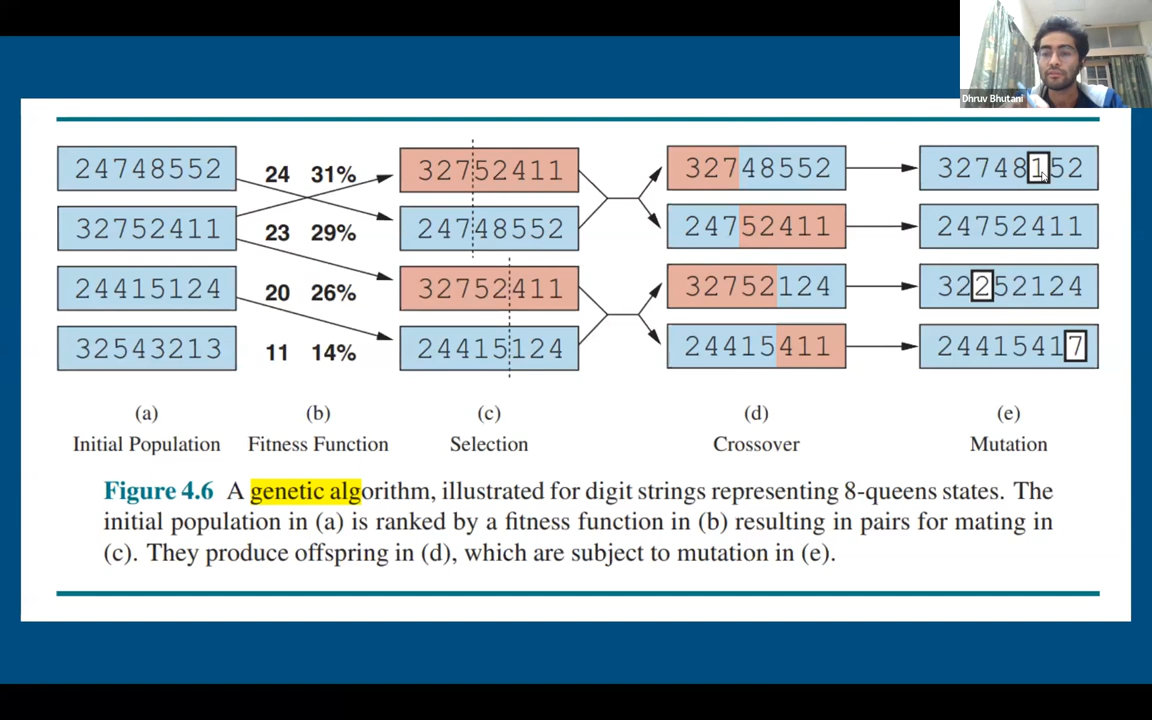 Dhruv Bhutani
24748552 24 31% 32752411 32748552 32748152
32752411 23 29% 24748552 24752411 24752411
24415124 20 26% 32752411 32752124 32252124
32543213 11 14% 24415124 24415411 24415417
(a) (b) (c) (d) (e)
Initial Population Fitness Function Selection Crossover Mutation
Figure 4.6 A genetic algorithm, illustrated for digit strings representing 8-queens states. The
initial population in (a) is ranked by a fitness function in (b) resulting in pairs for mating in
(c). They produce offspring in (d), which are subject to mutation in (e).